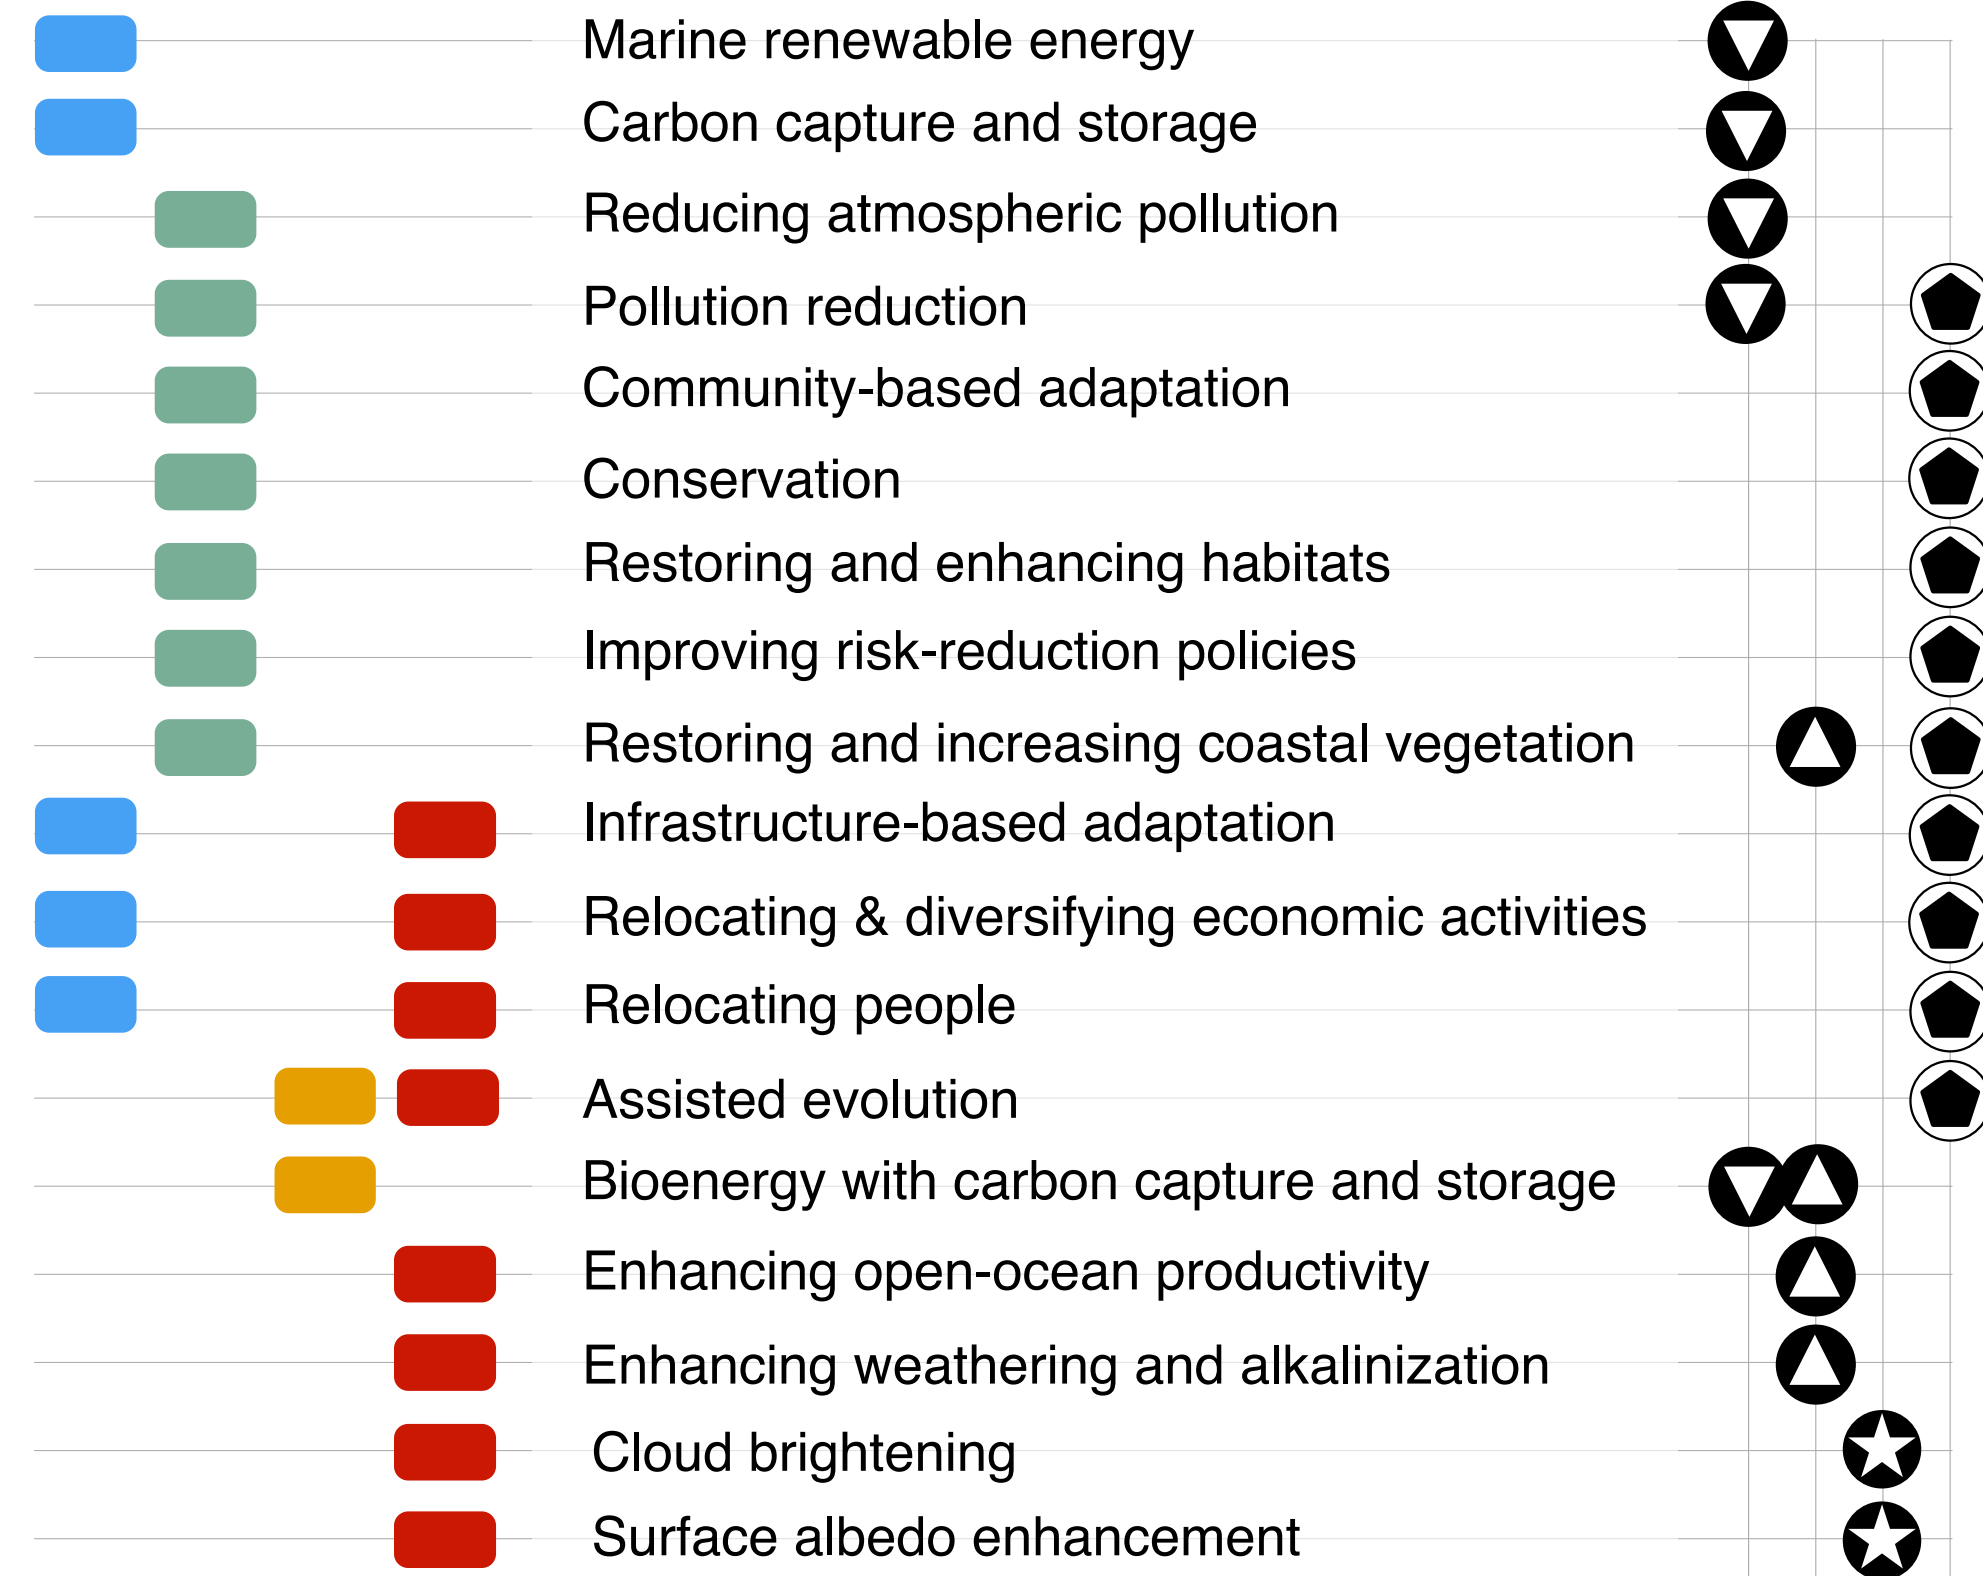 Marine renewable energy
Carbon capture and storage
Reducing atmospheric pollution
Pollution reduction
Community-based adaptation
Conservation
Restoring and enhancing habitats
Improving risk-reduction policies
Restoring and increasing coastal vegetation
Infrastructure-based adaptation
Relocating & diversifying economic activities
Relocating people
Assisted evolution
Bioenergy with carbon capture and storage
Enhancing open-ocean productivity
Enhancing weathering and alkalinization
Cloud brightening
Surface albedo enhancement